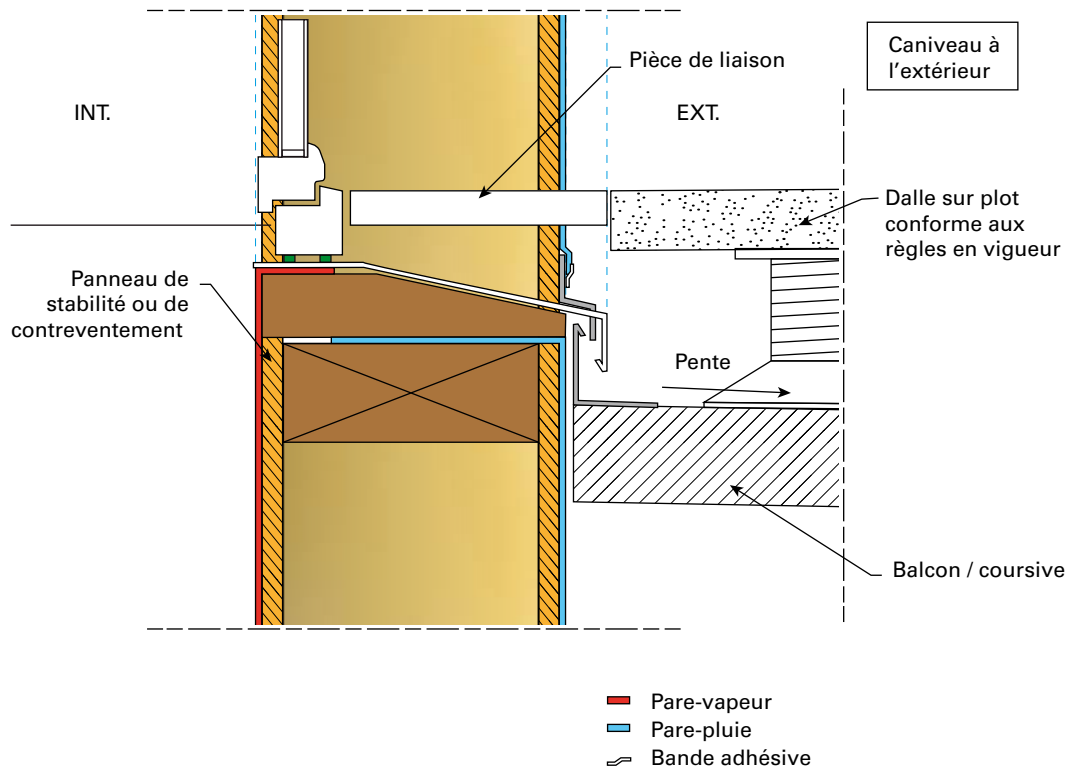 Caniveau à
l'extérieur
Pièce de liaison
INT.
EXT.
Dalle sur plot
conforme aux
règles en vigueur
Panneau de
stabilité ou de
contreventement
Pente
Balcon / coursive
Pare-vapeur
Pare-pluie
Bande adhésive